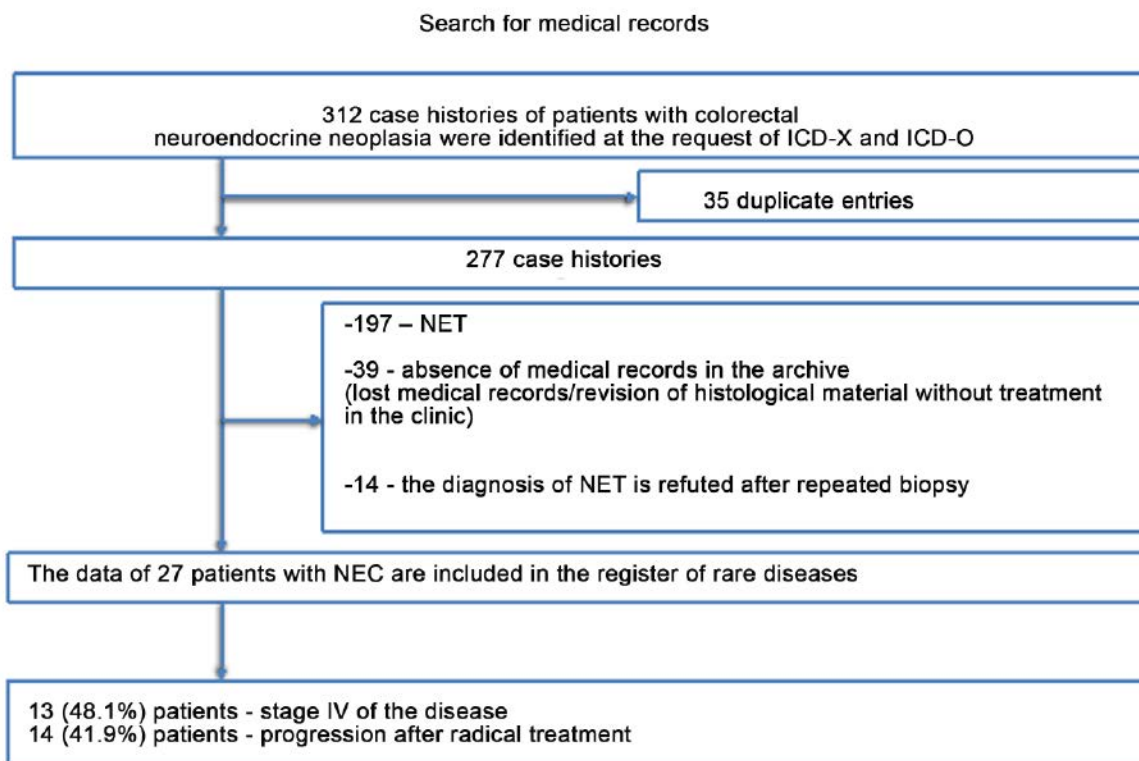 Search for medical records
312 case histories of patients with colorectal
neuroendocrine neoplasia were identified at the request of ICD-X and ICD-O
35 duplicate entries
277 case histories
-197 – NET
-39 - absence of medical records in the archive
(lost medical records/revision of histological material without treatment
in the clinic)
-14 - the diagnosis of NET is refuted after repeated biopsy
The data of 27 patients with NEC are included in the register of rare diseases
13 (48.1%) patients - stage IV of the disease
14 (41.9%) patients - progression after radical treatment